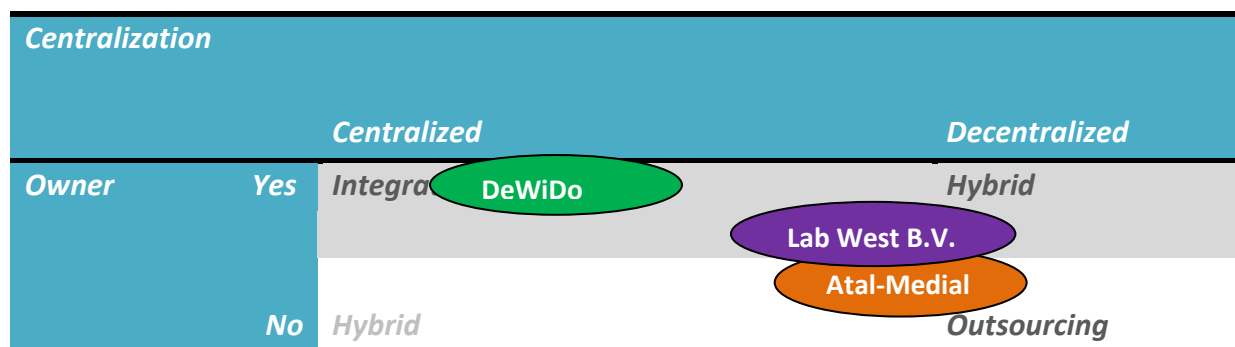 Centralization
Centralized Decentralized
Owner Yes Integra DeWiDo Hybrid
Lab West B.V.
Atal-Medial
No Hybrid Outsourcing